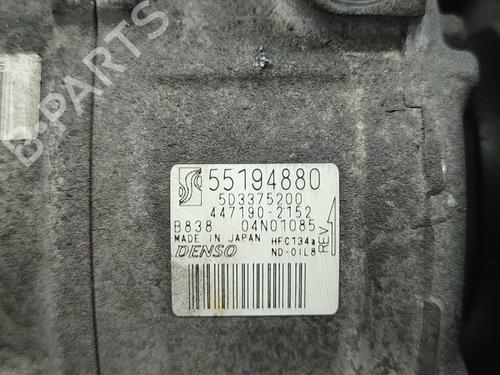 B-PARTS
55194880
5D3375200
447190-2152
B838 04N01085
MADE IN JAPAN HFC134a
DENSO ND-OIL8
REV